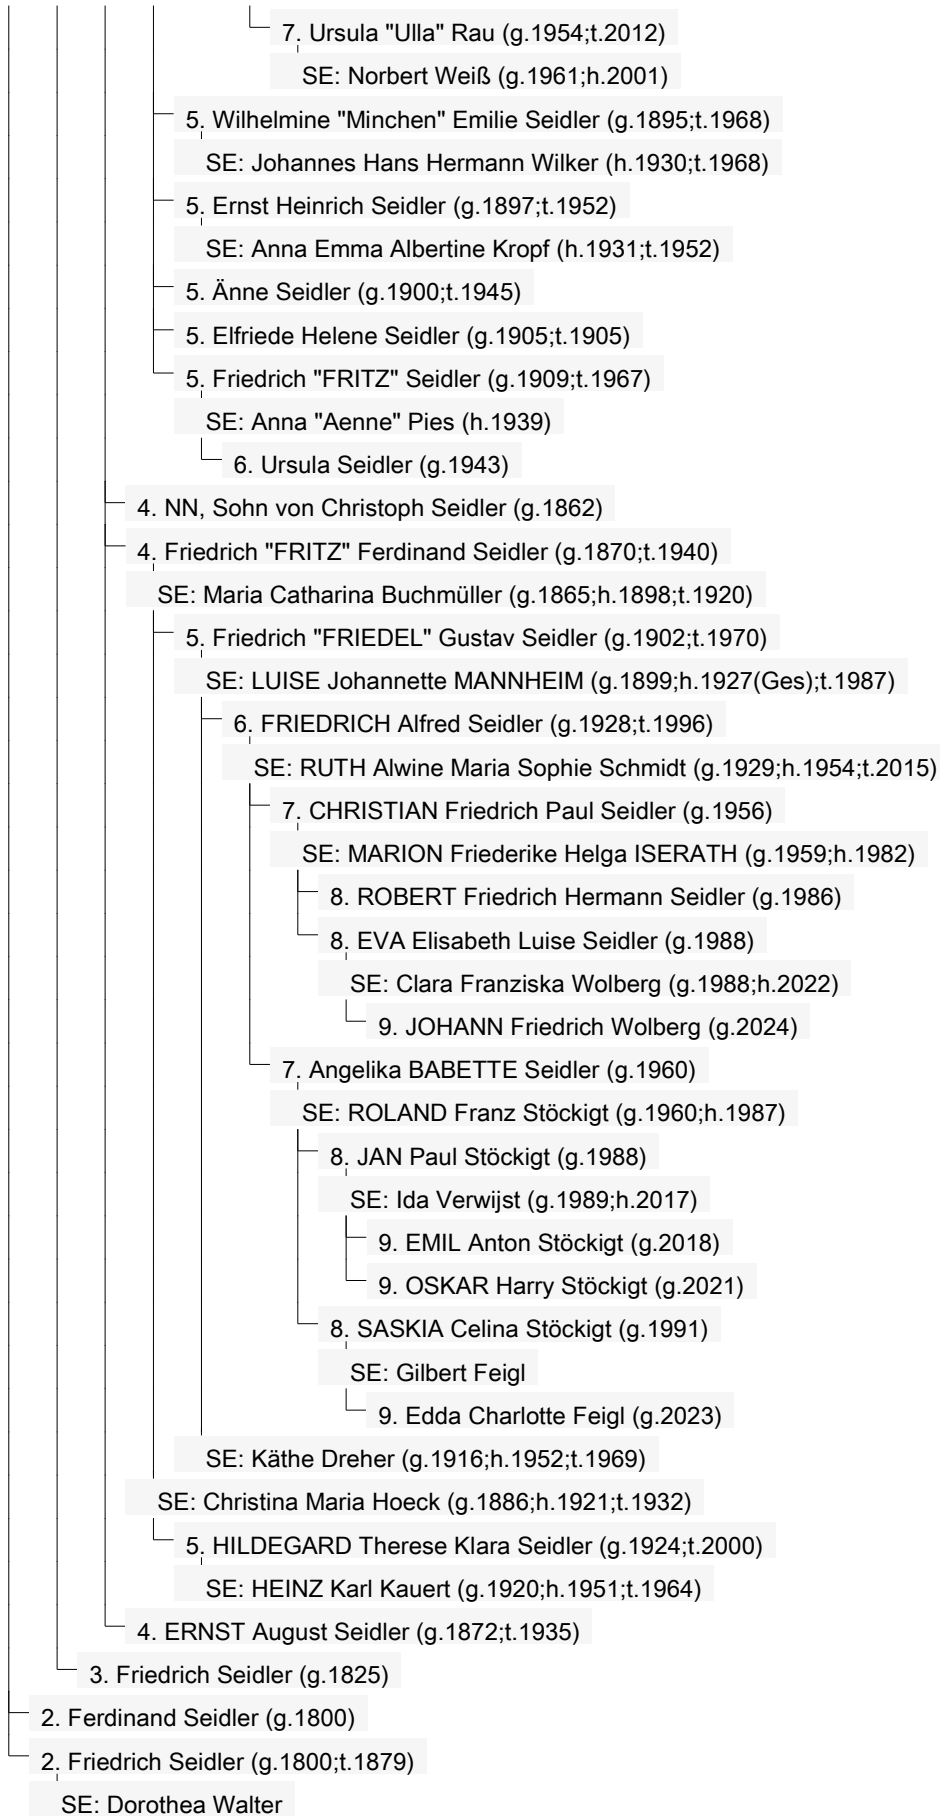 7. Ursula "Ulla" Rau (g.1954;t.2012)
SE: Norbert Weiß (g.1961;h.2001)
5. Wilhelmine "Minchen" Emilie Seidler (g.1895;t.1968)
SE: Johannes Hans Hermann Wilker (h.1930;t.1968)
5. Ernst Heinrich Seidler (g.1897;t.1952)
SE: Anna Emma Albertine Kropf (h.1931;t.1952)
5. Änne Seidler (g.1900;t.1945)
5. Elfriede Helene Seidler (g.1905;t.1905)
5. Friedrich "FRITZ" Seidler (g.1909;t.1967)
SE: Anna "Aenne" Pies (h.1939)
6. Ursula Seidler (g.1943)
4. NN, Sohn von Christoph Seidler (g.1862)
4. Friedrich "FRITZ" Ferdinand Seidler (g.1870;t.1940)
SE: Maria Catharina Buchmüller (g.1865;h.1898;t.1920)
5. Friedrich "FRIEDEL" Gustav Seidler (g.1902;t.1970)
SE: LUISE Johannette MANNHEIM (g.1899;h.1927(Ges);t.1987)
6. FRIEDRICH Alfred Seidler (g.1928;t.1996)
SE: RUTH Alwine Maria Sophie Schmidt (g.1929;h.1954;t.2015)
7. CHRISTIAN Friedrich Paul Seidler (g.1956)
SE: MARION Friederike Helga ISERATH (g.1959;h.1982)
8. ROBERT Friedrich Hermann Seidler (g.1986)
8. EVA Elisabeth Luise Seidler (g.1988)
SE: Clara Franziska Wolberg (g.1988;h.2022)
9. JOHANN Friedrich Wolberg (g.2024)
7. Angelika BABETTE Seidler (g.1960)
SE: ROLAND Franz Stöckigt (g.1960;h.1987)
8. JAN Paul Stöckigt (g.1988)
SE: Ida Verwijst (g.1989;h.2017)
9. EMIL Anton Stöckigt (g.2018)
9. OSKAR Harry Stöckigt (g.2021)
8. SASKIA Celina Stöckigt (g.1991)
SE: Gilbert Feigl
9. Edda Charlotte Feigl (g.2023)
SE: Käthe Dreher (g.1916;h.1952;t.1969)
SE: Christina Maria Hoeck (g.1886;h.1921;t.1932)
5. HILDEGARD Therese Klara Seidler (g.1924;t.2000)
SE: HEINZ Karl Kauert (g.1920;h.1951;t.1964)
4. ERNST August Seidler (g.1872;t.1935)
3. Friedrich Seidler (g.1825)
2. Ferdinand Seidler (g.1800)
2. Friedrich Seidler (g.1800;t.1879)
SE: Dorothea Walter